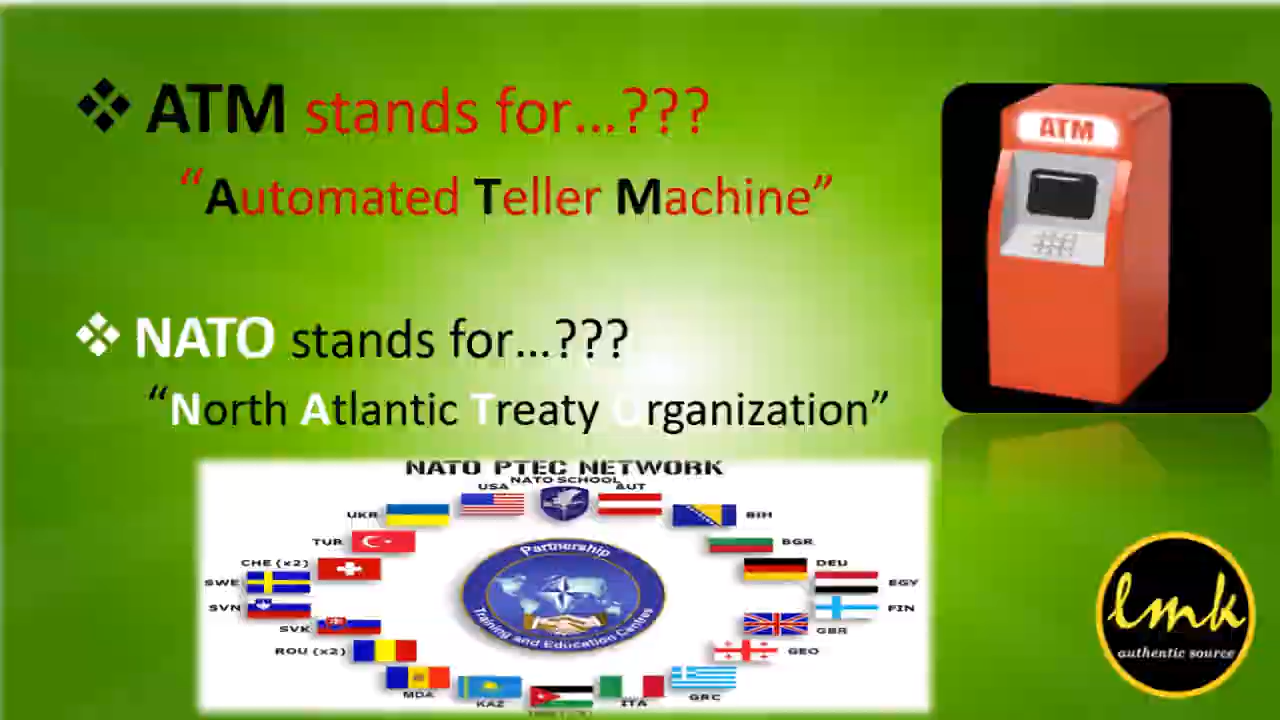 ❖ ATM stands for...???
“Automated Teller Machine”
ATM
❖ NATO stands for...???
“North Atlantic Treaty Organization”
NATO PTEC NETWORK
NATO SCHOOL
USA
AUT
UKR
BIH
TUR
BGR
CHE (x2)
DEU
SWE
EGY
SVN
FIN
SVK
GBR
ROU (x2)
GEO
MDA
GRC
KAZ
ITA
Partnership
Training and Education Centres
lmk
authentic source